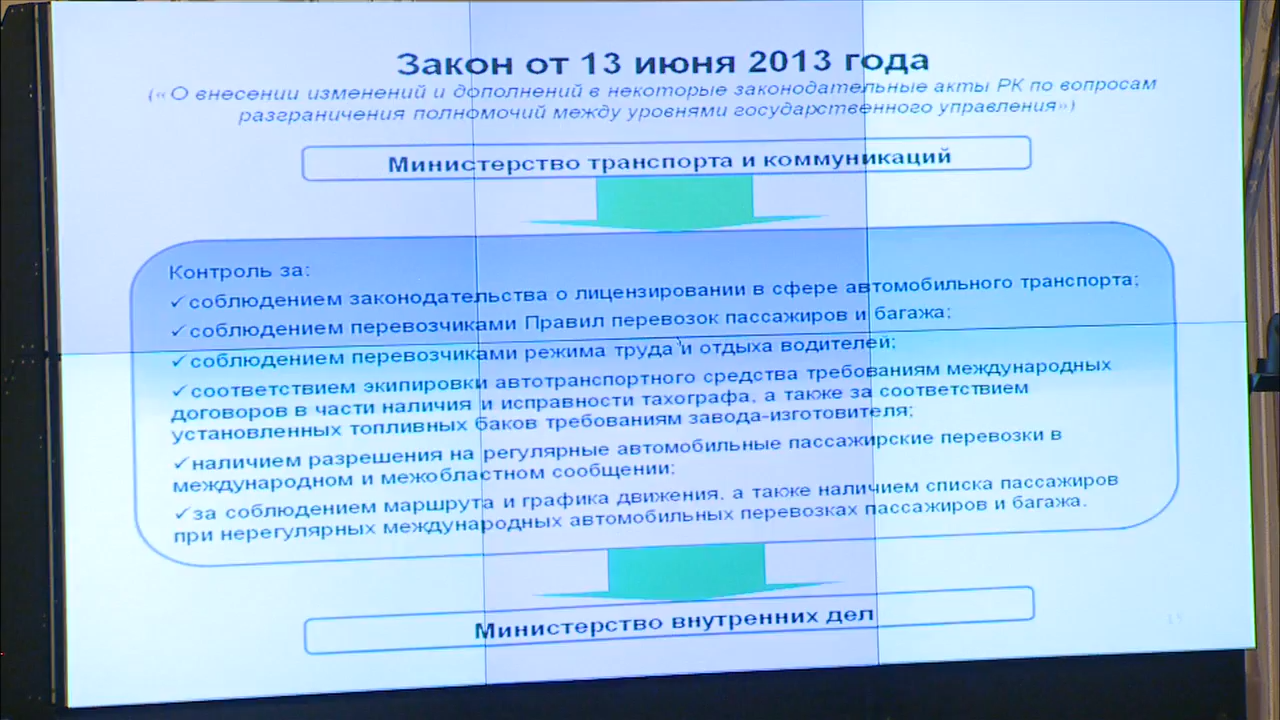 Закон от 13 июня 2013 года
(«О внесении изменений и дополнений в некоторые законодательные акты РК по вопросам
разграничения полномочий между уровнями государственного управления»)
Министерство транспорта и коммуникаций
Контроль за:
✓соблюдением законодательства о лицензировании в сфере автомобильного транспорта;
✓соблюдением перевозчиками Правил перевозок пассажиров и багажа;
✓соблюдением перевозчиками режима труда и отдыха водителей;
✓соответствием экипировки автотранспортного средства требованиям международных
договоров в части наличия и исправности тахографа, а также за соответствием
установленных топливных баков требованиям завода-изготовителя;
✓наличием разрешения на регулярные автомобильные пассажирские перевозки в
международном и межобластном сообщении;
✓за соблюдением маршрута и графика движения, а также наличием списка пассажиров
при нерегулярных международных автомобильных перевозках пассажиров и багажа.
Министерство внутренних дел